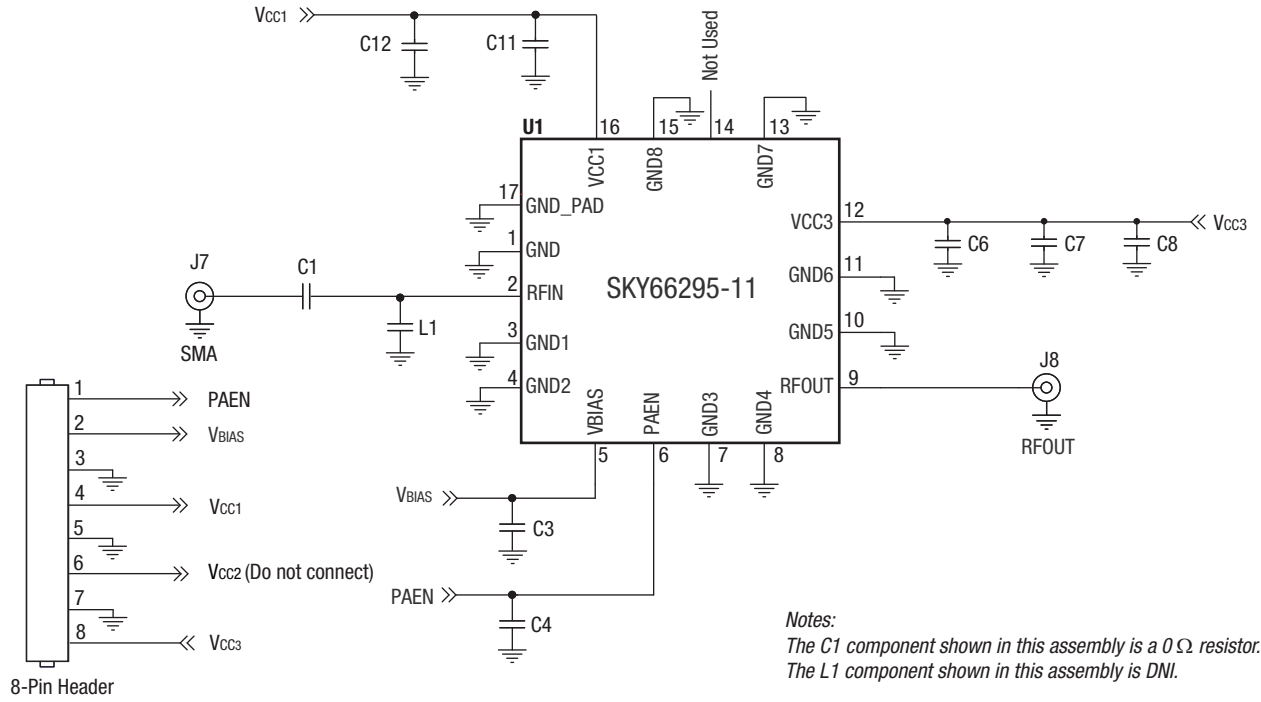 VCC1
C12
C11
Not Used
U1
16
15
14
13
VCC1
GND8
GND7
17
GND_PAD
1
GND
2
RFIN
3
GND1
4
GND2
SKY66295-11
VCC3
12
GND6
11
GND5
10
RFOUT
9
VBIAS
PAEN
GND3
GND4
5
6
7
8
C6
C7
C8
VCC3
J7
SMA
C1
L1
J8
RFOUT
1
PAEN
2
VBIAS
3
4
VCC1
5
6
VCC2 (Do not connect)
7
8
VCC3
8-Pin Header
VBIAS
C3
PAEN
C4
Notes:
The C1 component shown in this assembly is a 0 Ω resistor.
The L1 component shown in this assembly is DNI.